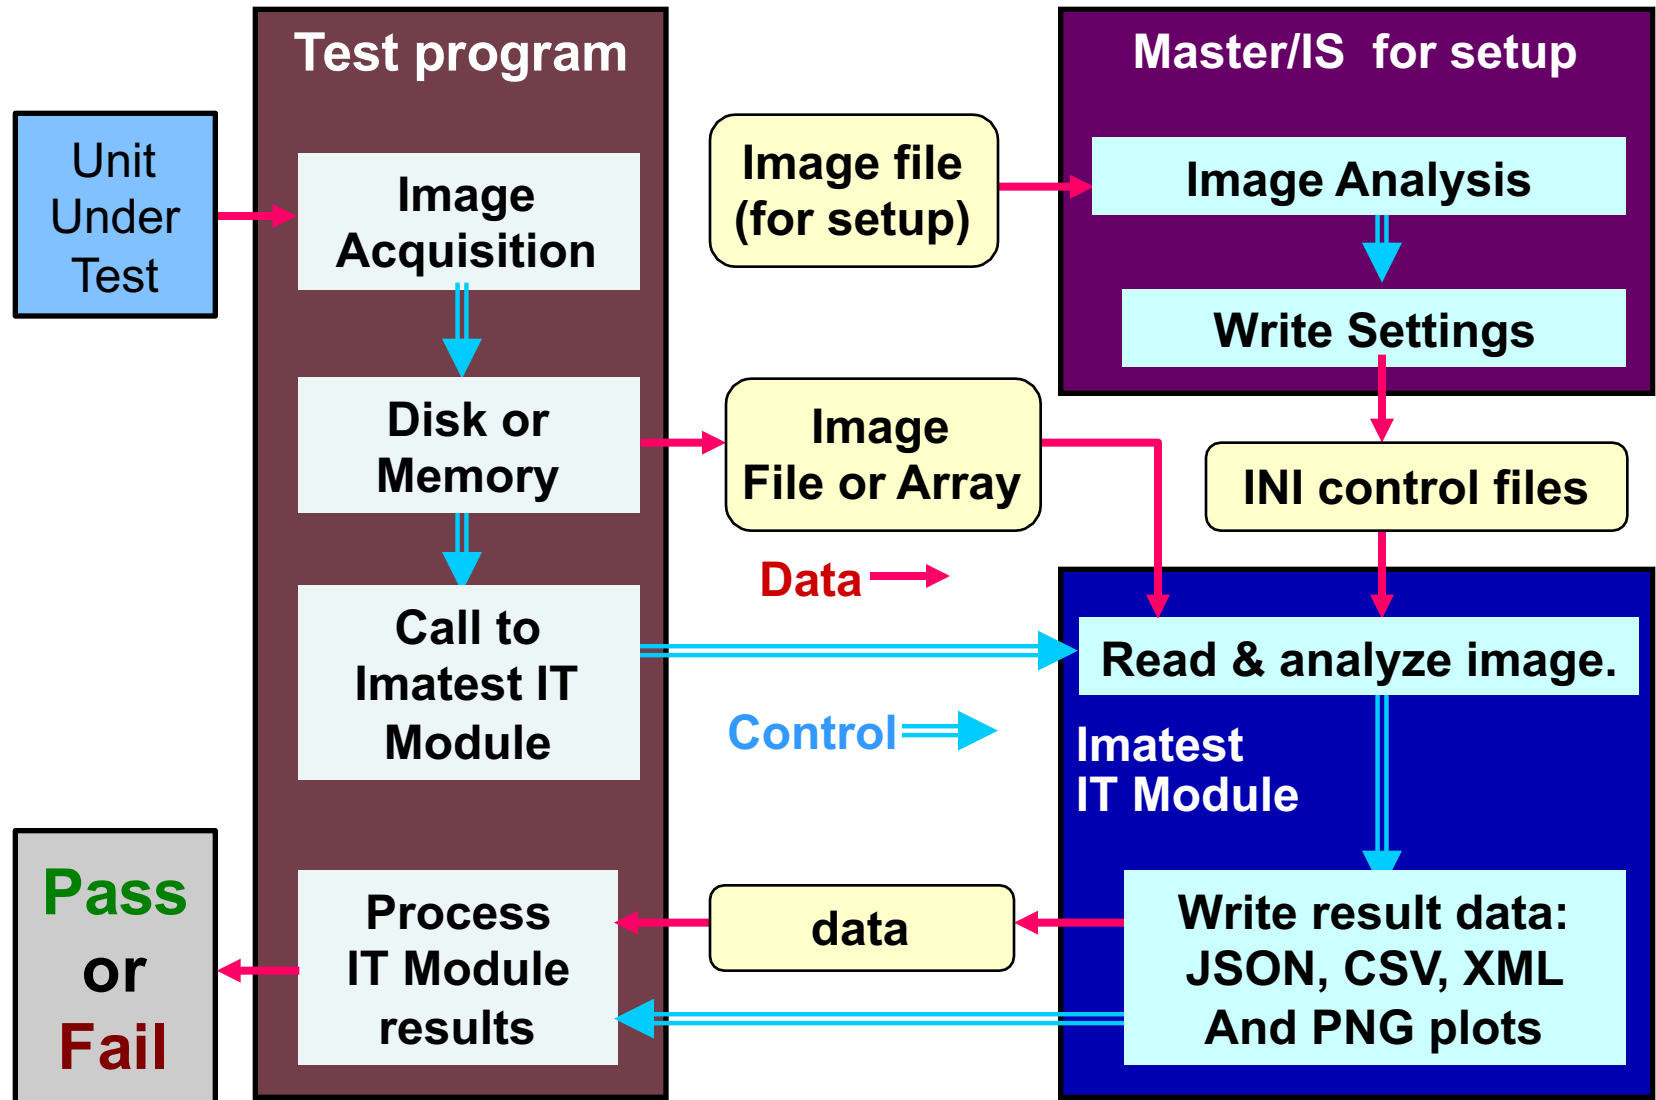 Test program
Master/IS  for setup
Unit
Under
Test
Image
Acquisition
Image file
(for setup)
Image Analysis
Write Settings
Disk or
Memory
Image
File or Array
INI control files
Data
Call to
Imatest IT
Module
Read & analyze image.
Control
Imatest
IT Module
Pass
or
Fail
Process
IT Module
results
data
Write result data:
JSON, CSV, XML
And PNG plots